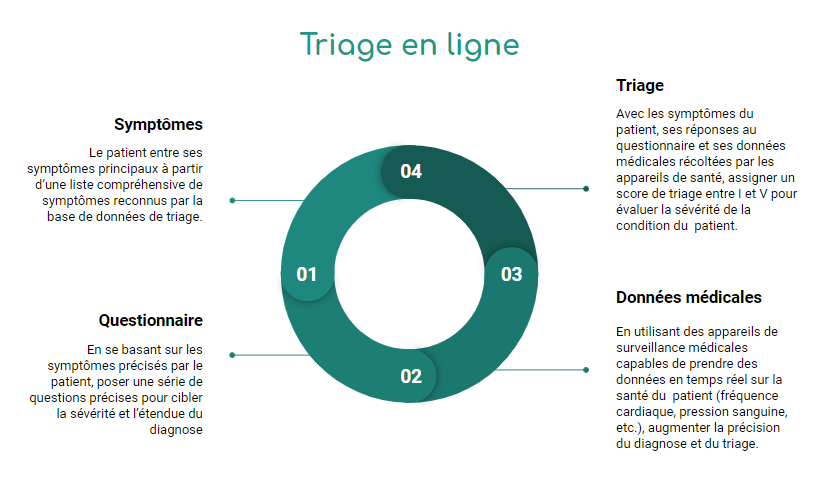 Triage en ligne
Symptômes
Le patient entre ses
symptômes principaux à partir
d'une liste compréhensive de
symptômes reconnus par la
base de données de triage.
Questionnaire
En se basant sur les
symptômes précisés par le
patient, poser une série de
questions précises pour cibler
la sévérité et l'étendue du
diagnose
04
01
03
02
Triage
Avec les symptômes du
patient, ses réponses au
questionnaire et ses données
médicales récoltées par les
appareils de santé, assigner un
score de triage entre I et V pour
évaluer la sévérité de la
condition du  patient.
Données médicales
En utilisant des appareils de
surveillance médicales
capables de prendre des
données en temps réel sur la
santé du  patient (fréquence
cardiaque, pression sanguine,
etc.), augmenter la précision
du diagnose et du triage.